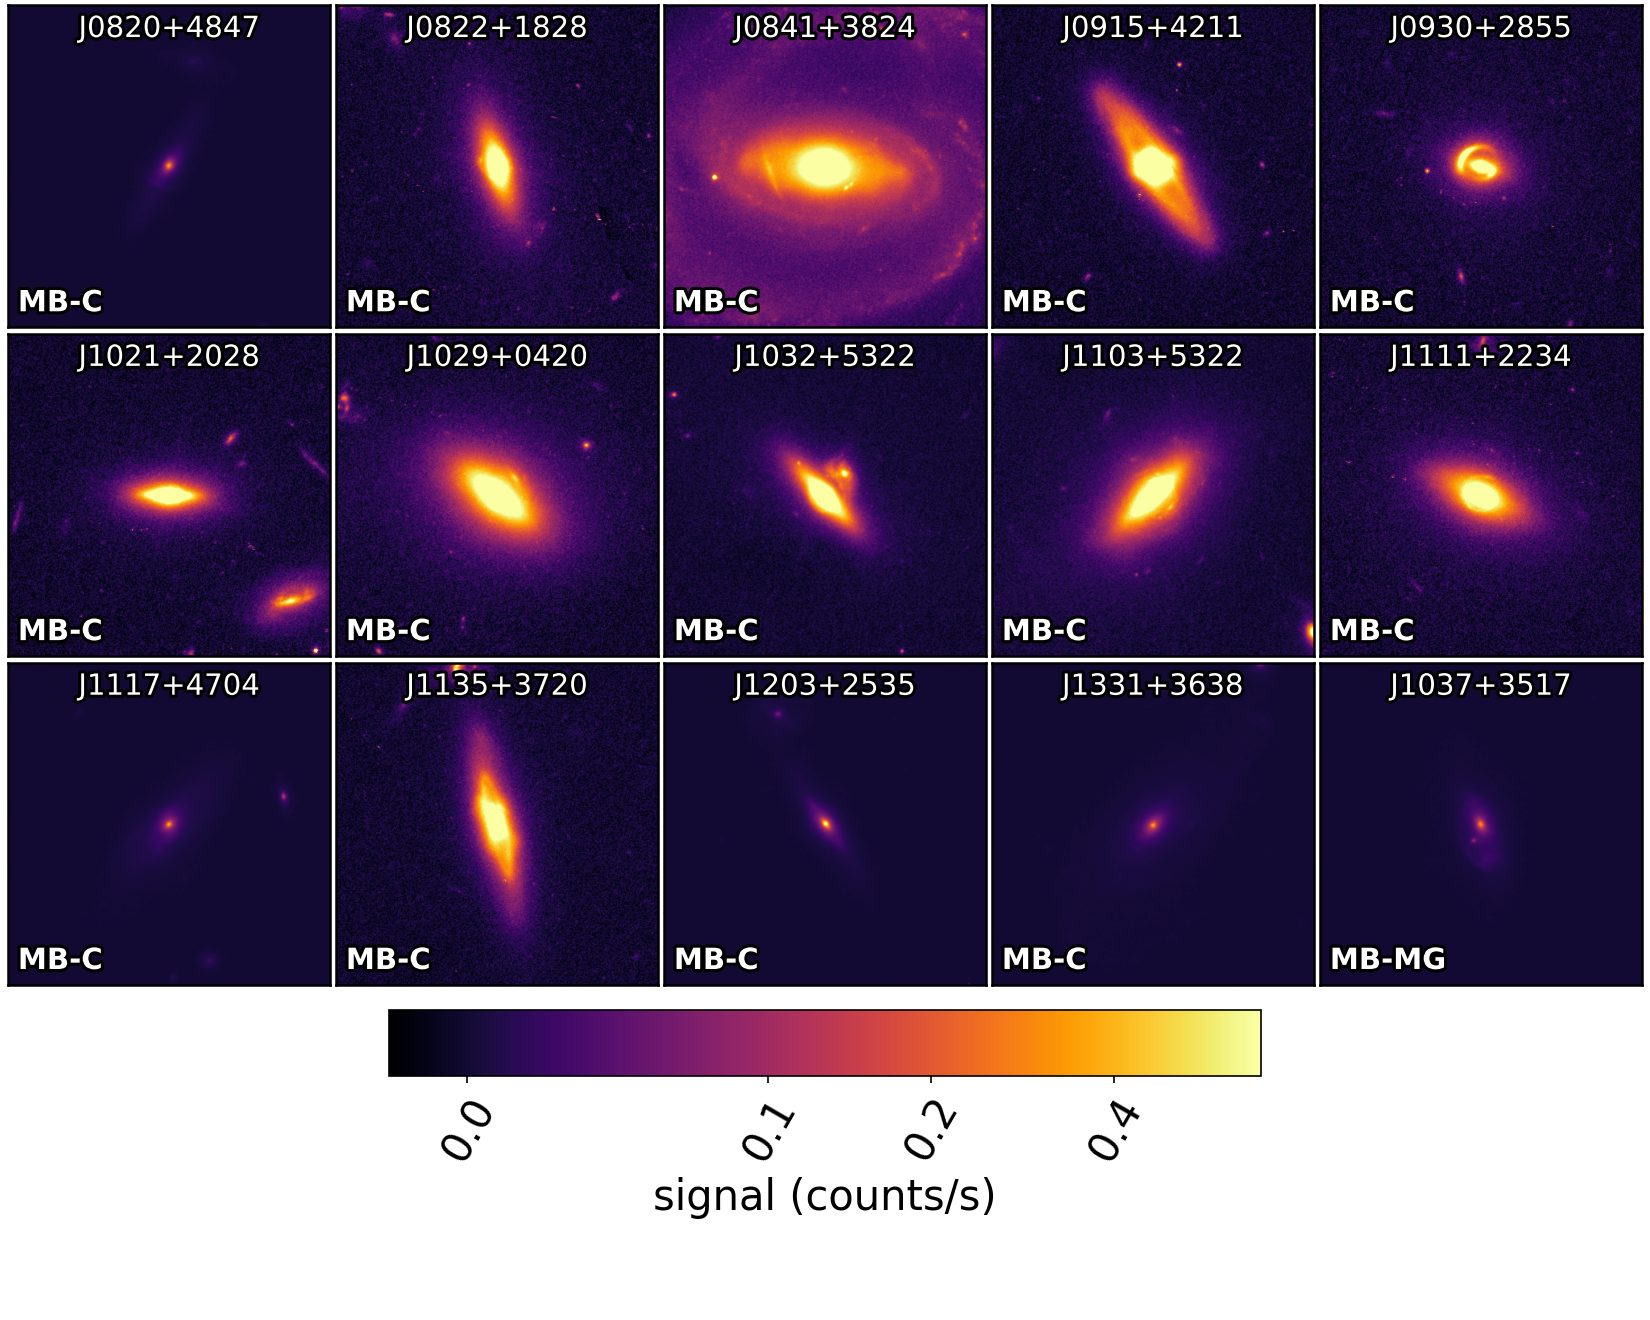 J0820+4847
J0822+1828
J0841+3824
J0915+4211
J0930+2855
MB-C
MB-C
MB-C
MB-C
MB-C
J1021+2028
J1029+0420
J1032+5322
J1103+5322
J1111+2234
MB-C
MB-C
MB-C
MB-C
MB-C
J1117+4704
J1135+3720
J1203+2535
J1331+3638
J1037+3517
MB-C
MB-C
MB-C
MB-C
MB-MG
0.0
0.1
0.2
0.4
signal (counts/s)